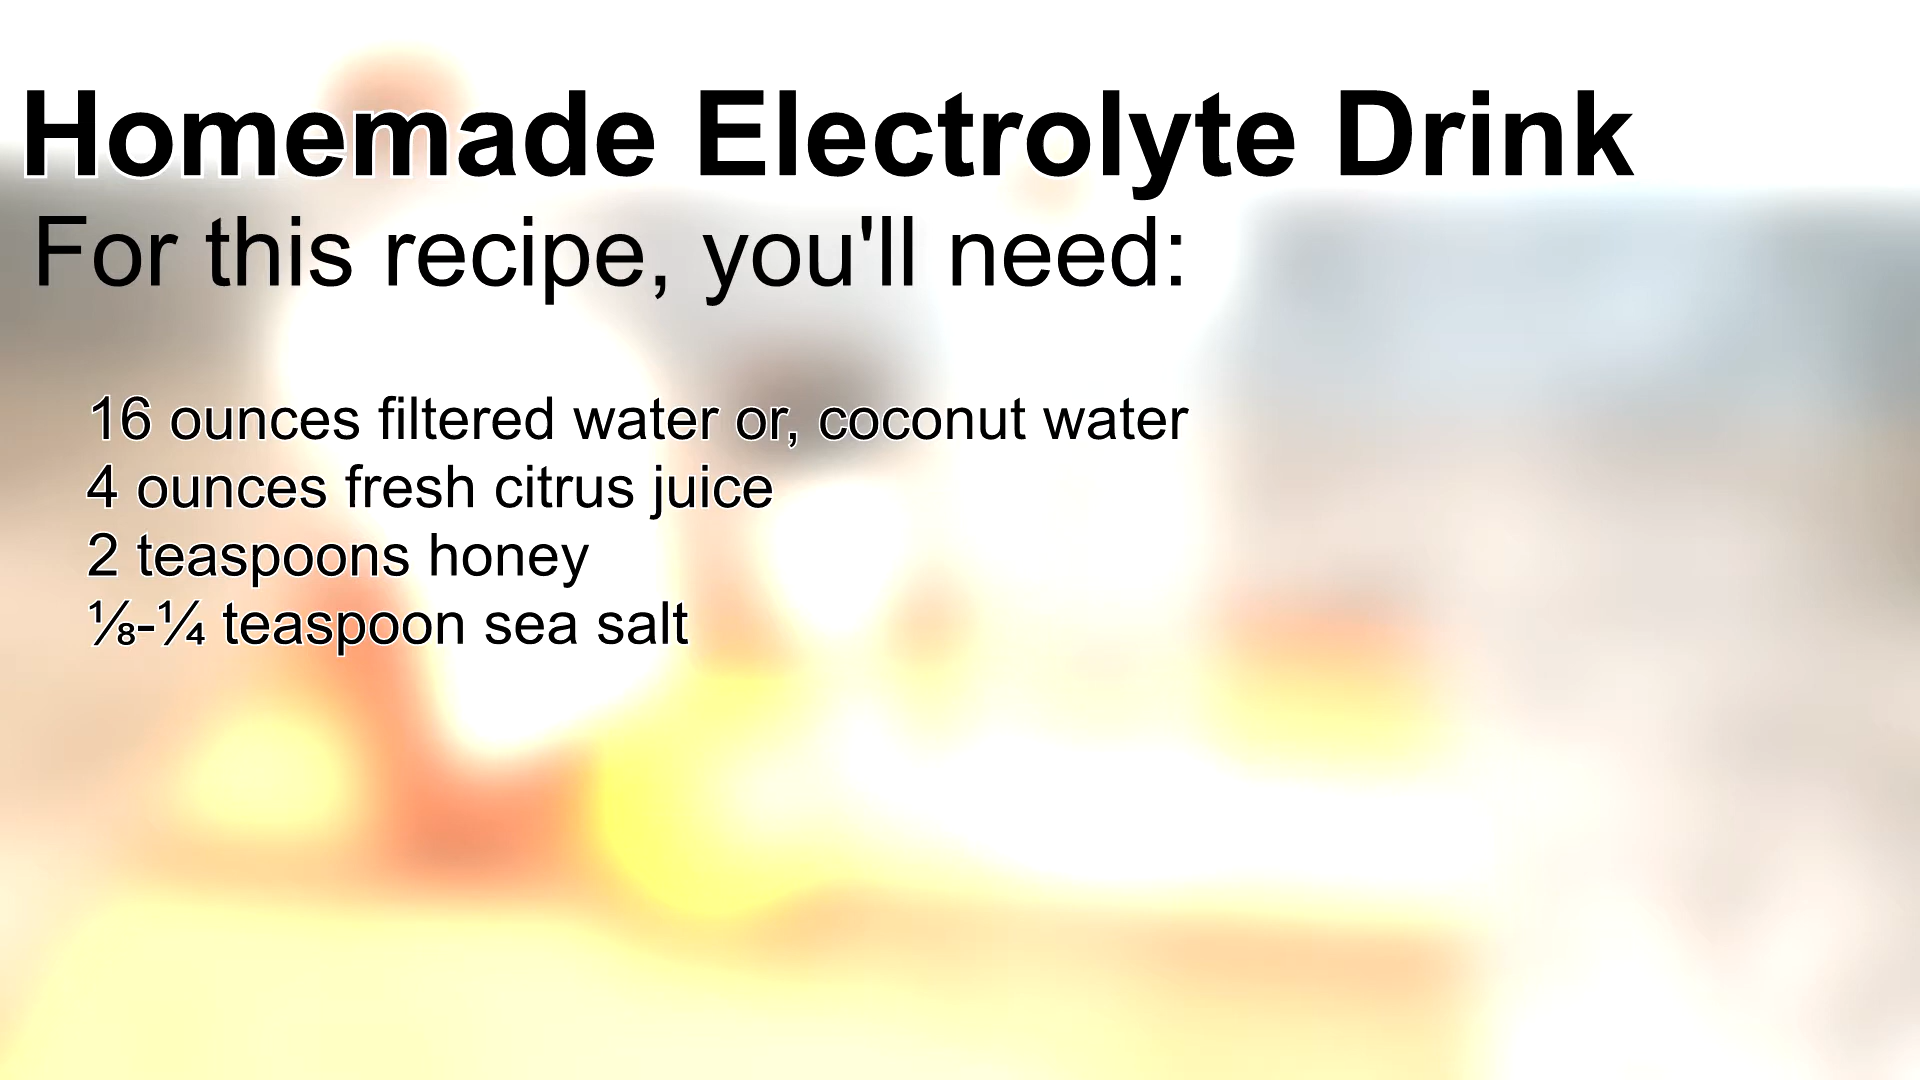 Homemade Electrolyte Drink
For this recipe, you'll need:
16 ounces filtered water or, coconut water
4 ounces fresh citrus juice
2 teaspoons honey
⅛-¼ teaspoon sea salt